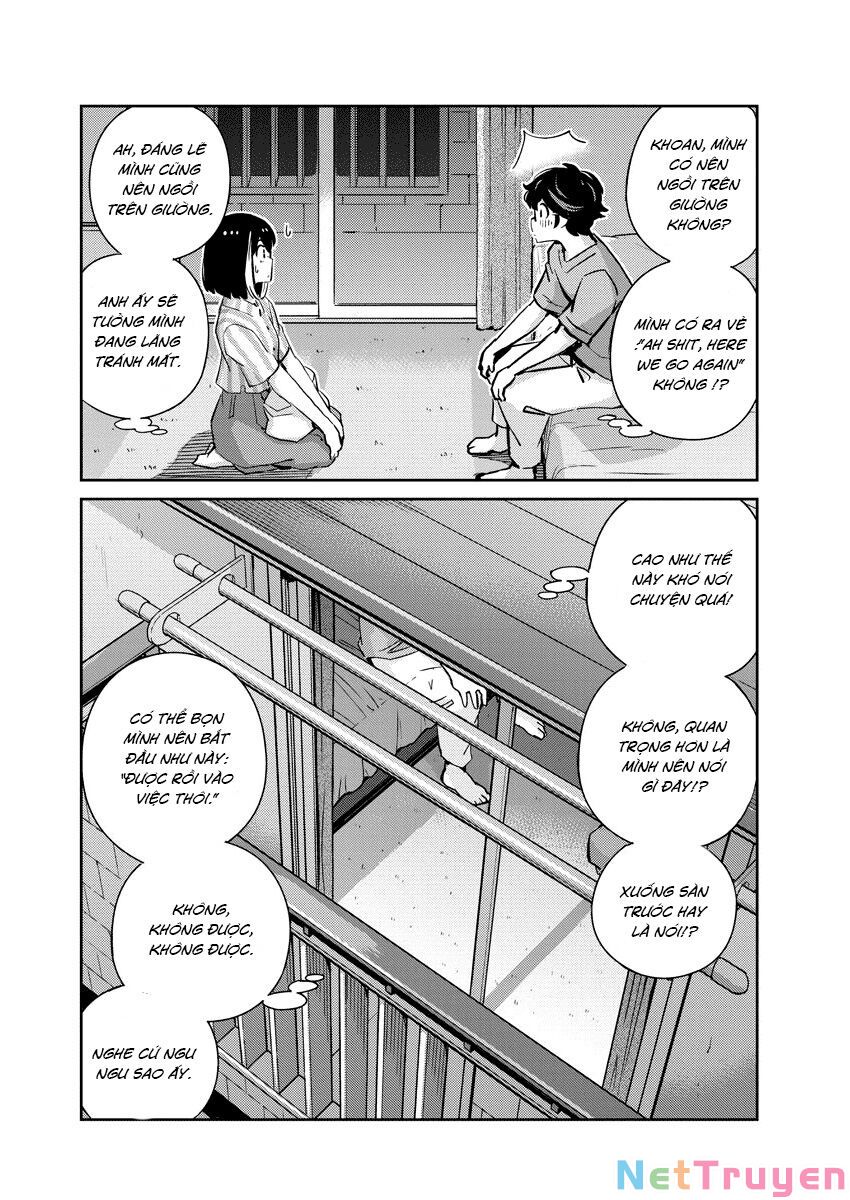 KHOAN, MÌNH
CÓ NÊN
NGỒI TRÊN
GIƯỜNG
KHÔNG?
MÌNH CÓ RA VẺ
:"AH SHIT, HERE
WE GO AGAIN"
KHÔNG !?
AH, ĐÁNG LẼ
MÌNH CŨNG
NÊN NGỒI
TRÊN GIƯỜNG.
ANH ẤY SẼ
TƯỞNG MÌNH
ĐANG LẢNG
TRÁNH MẤT.
CAO NHƯ THẾ
NÀY KHÓ NÓI
CHUYỆN QUÁ!
KHÔNG, QUAN
TRỌNG HƠN LÀ
MÌNH NÊN NÓI
GÌ ĐÂY!?
XUỐNG SÀN
TRƯỚC HAY
LÀ NÓI!?
CÓ THỂ BỌN
MÌNH NÊN BẮT
ĐẦU NHƯ NÀY:
"ĐƯỢC RỒI VÀO
VIỆC THÔI."
KHÔNG,
KHÔNG ĐƯỢC,
KHÔNG ĐƯỢC.
NGHE CỨ NGU
NGU SAO ẤY.
NetTruyen